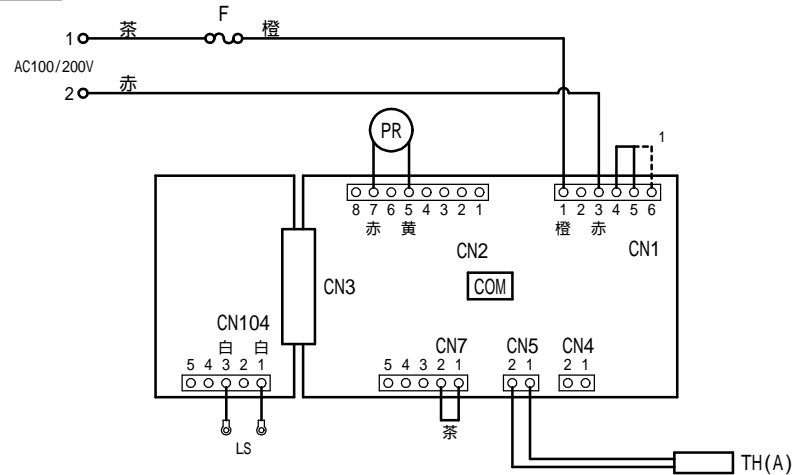 F
1 茶 橙
AC100/200V
2 赤
PR
1
8 7 6 5 4 3 2 1
赤 黄
1 2 3 4 5 6
橙 赤
CN2
CN1
CN3
COM
CN104
白 白
5 4 3 2 1
LS
CN7
5 4 3 2 1
茶
CN5
2 1
CN4
2 1
TH(A)